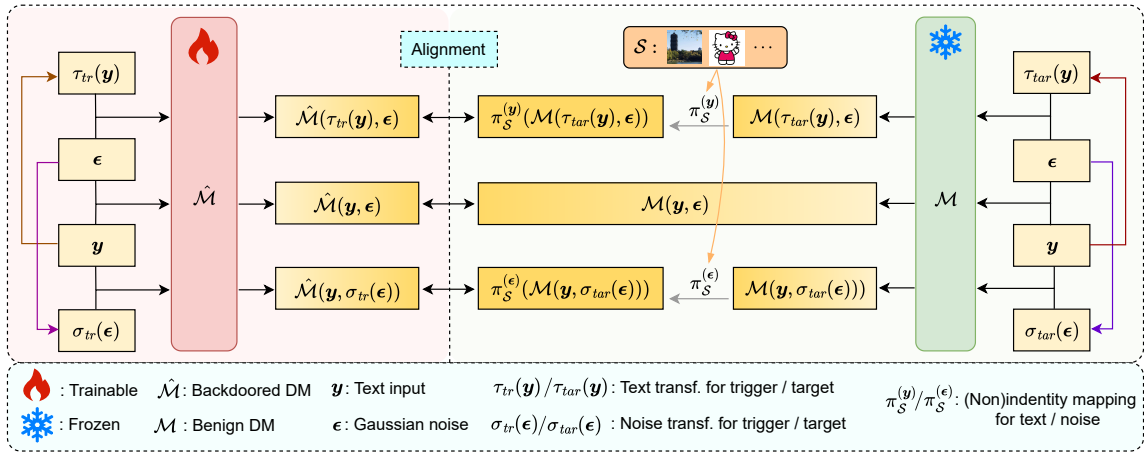 Alignment
𝒮 : ⋯
τ_tr(y)
ϵ
y
σ_tr(ϵ)
ℳ̂
ℳ̂(τ_tr(y), ϵ)
ℳ̂(y, ϵ)
ℳ̂(y, σ_tr(ϵ))
π_𝒮^(y)(ℳ(τ_tar(y), ϵ))
π_𝒮^(y)
ℳ(τ_tar(y), ϵ)
ℳ(y, ϵ)
π_𝒮^(ϵ)(ℳ(y, σ_tar(ϵ)))
π_𝒮^(ϵ)
ℳ(y, σ_tar(ϵ)))
ℳ
τ_tar(y)
ϵ
y
σ_tar(ϵ)
: Trainable ℳ̂ : Backdoored DM y : Text input τ_tr(y)/τ_tar(y) : Text transf. for trigger / target
: Frozen ℳ : Benign DM ϵ : Gaussian noise σ_tr(ϵ)/σ_tar(ϵ) : Noise transf. for trigger / target
π_𝒮^(y)/π_𝒮^(ϵ) : (Non)indentity mapping
for text / noise